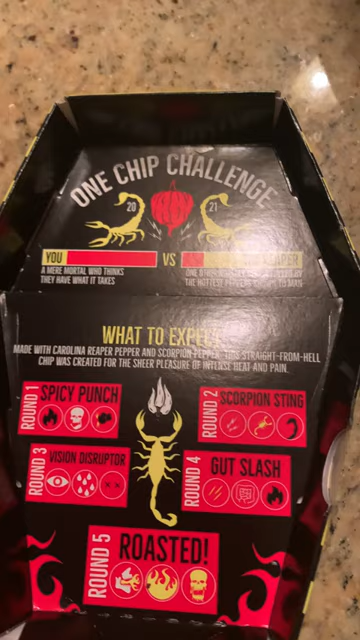 ONE CHIP CHALLENGE
20 21
YOU VS REAPER
A MERE MORTAL WHO THINKS
THEY HAVE WHAT IT TAKES
ONE BY
THE HOTTEST PEPPERS TO MAN
WHAT TO EXPECT
MADE WITH CAROLINA REAPER PEPPER AND SCORPION PEPPER, THIS STRAIGHT-FROM-HELL
CHIP WAS CREATED FOR THE SHEER PLEASURE OF INTENSE HEAT AND PAIN.
ROUND 1 SPICY PUNCH
ROUND 2 SCORPION STING
ROUND 3 VISION DISRUPTOR
ROUND 4 GUT SLASH
ROUND 5 ROASTED!